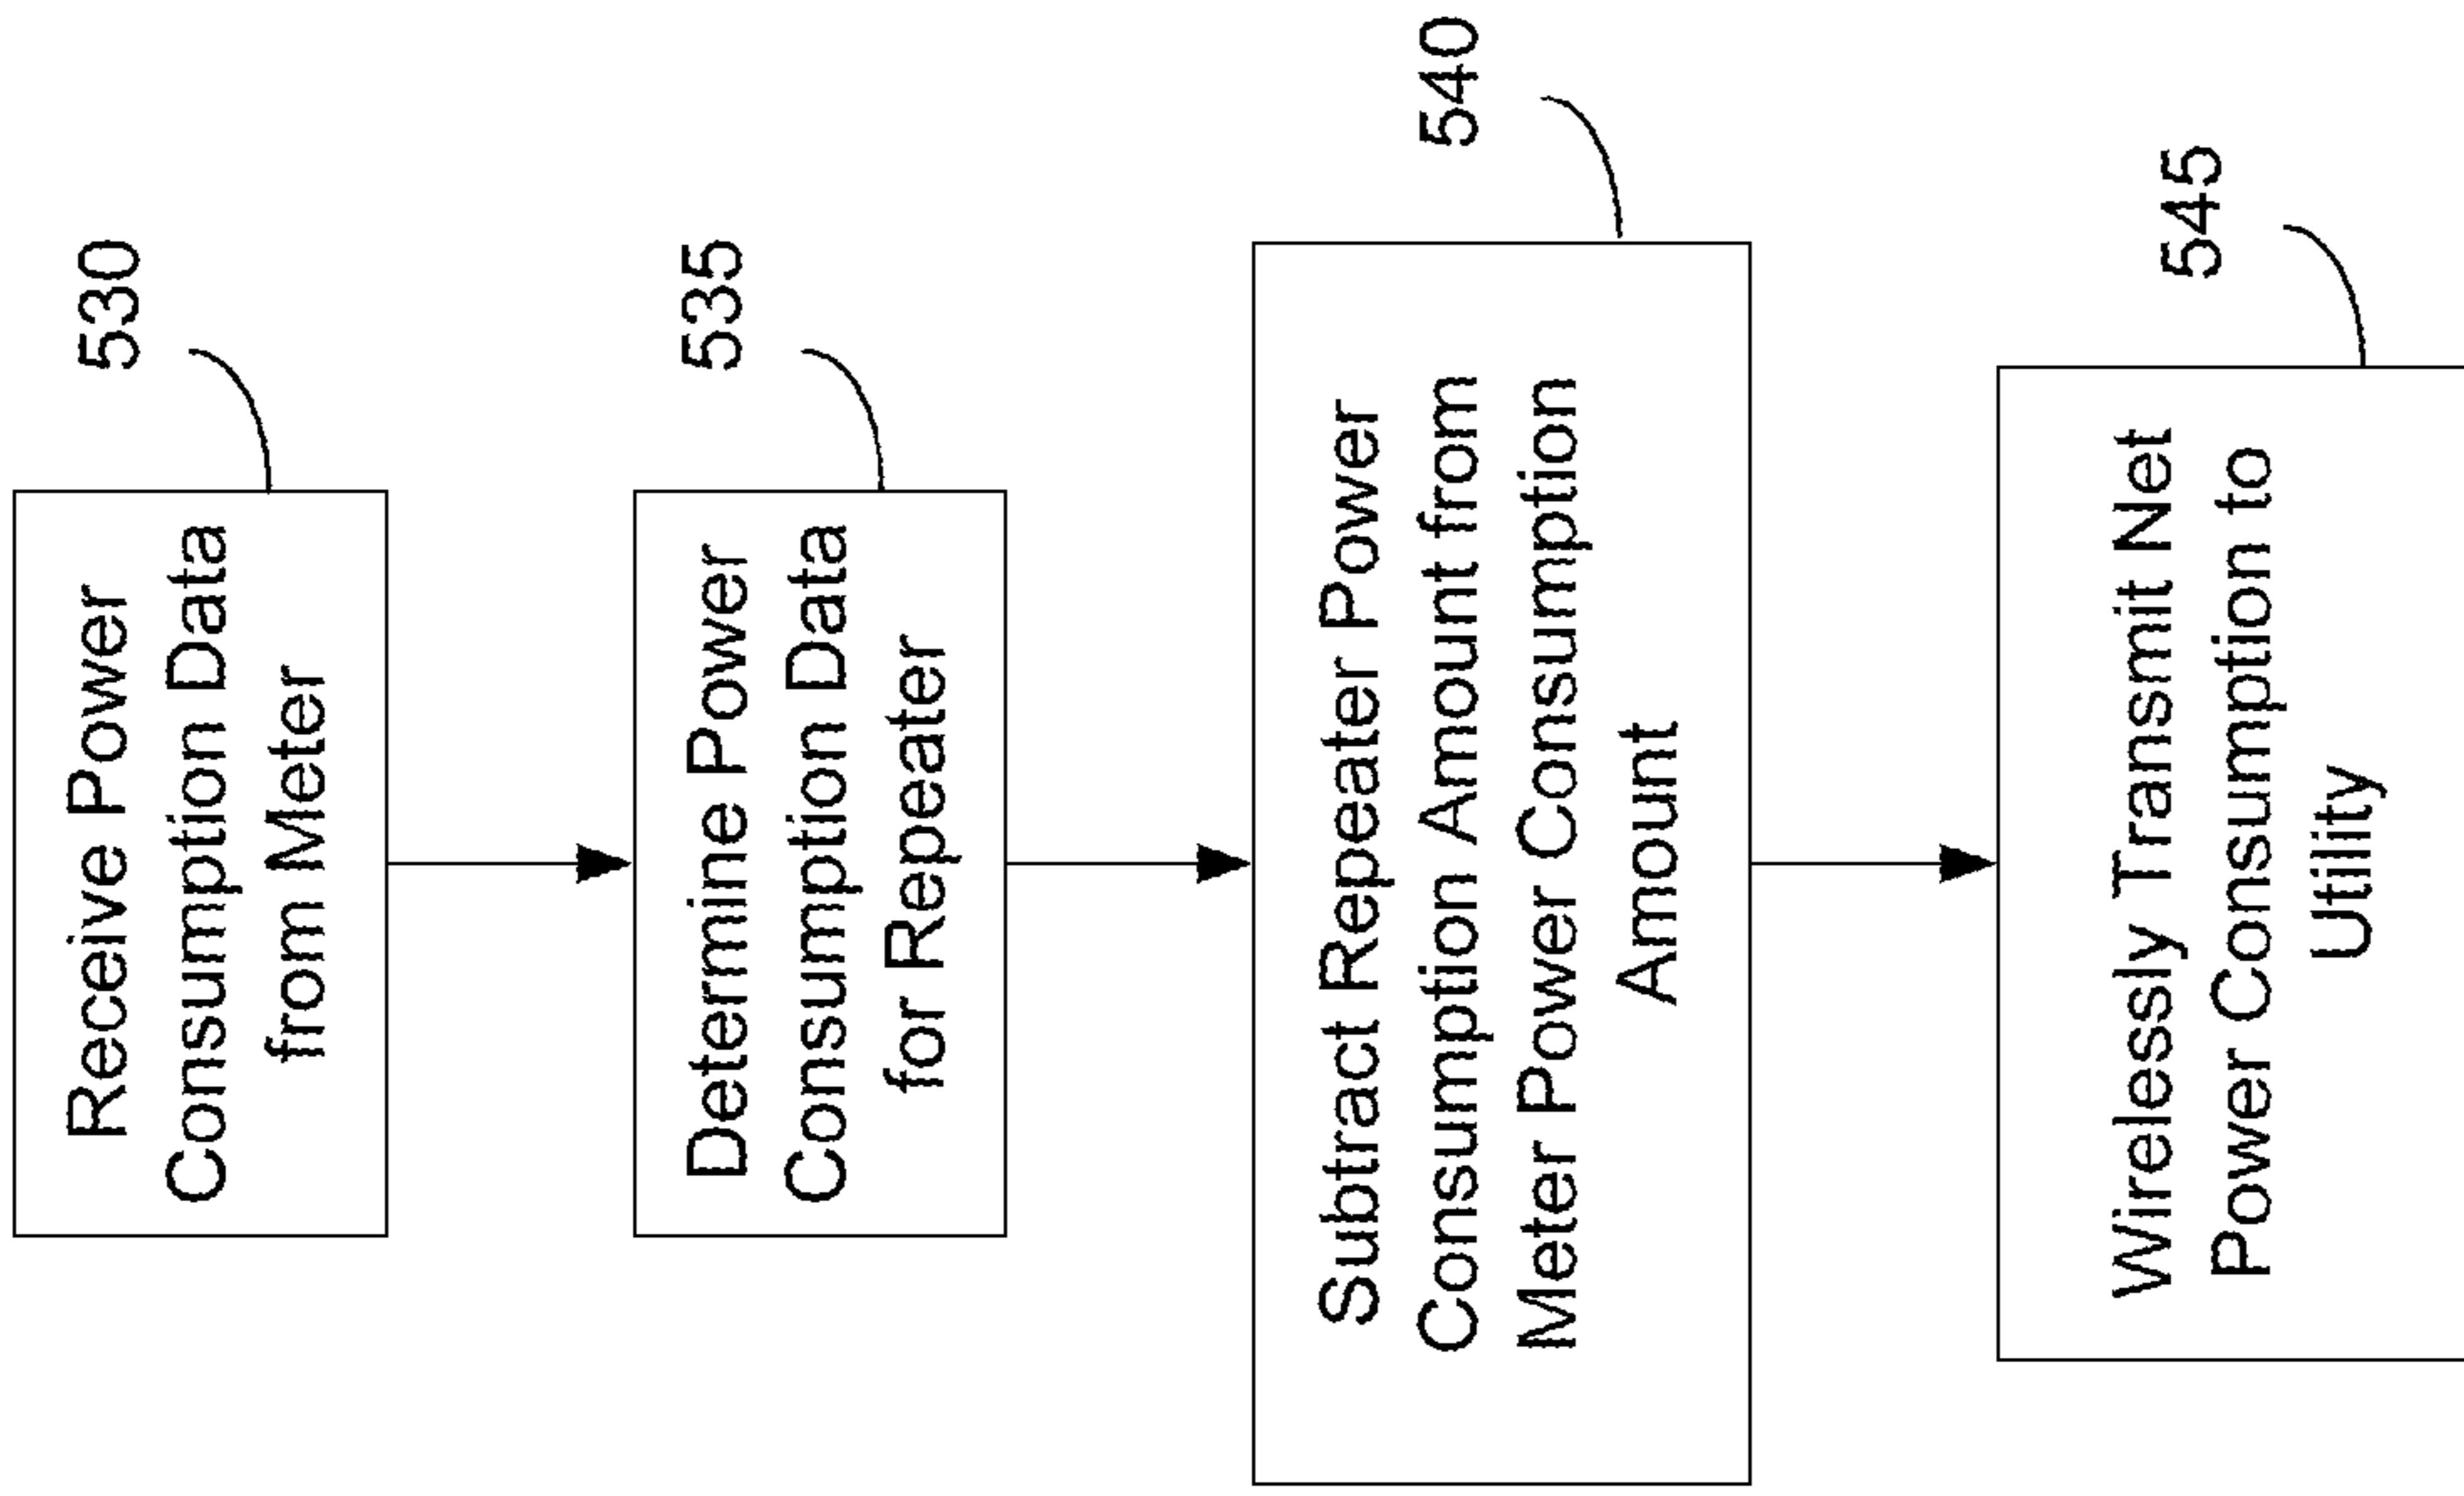 Receive Power
Consumption Data
from Meter
530
Determine Power
Consumption Data
for Repeater
535
Subtract Repeater Power
Consumption Amount from
Meter Power Consumption
Amount
540
Wirelessly Transmit Net
Power Consumption to
Utility
545